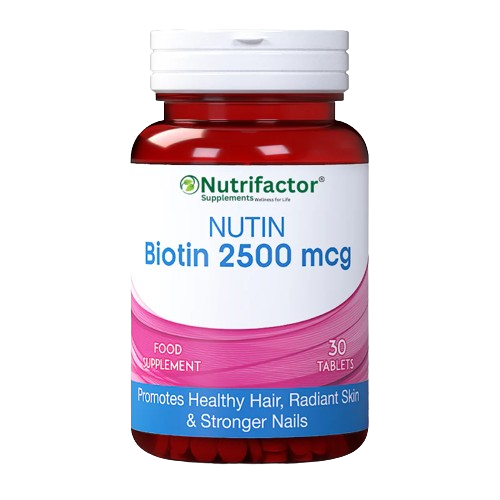 Nutrifactor®
Supplements Wellness for Life
NUTIN
Biotin 2500 mcg
FOOD 30
SUPPLEMENT TABLETS
Promotes Healthy Hair, Radiant Skin
& Stronger Nails